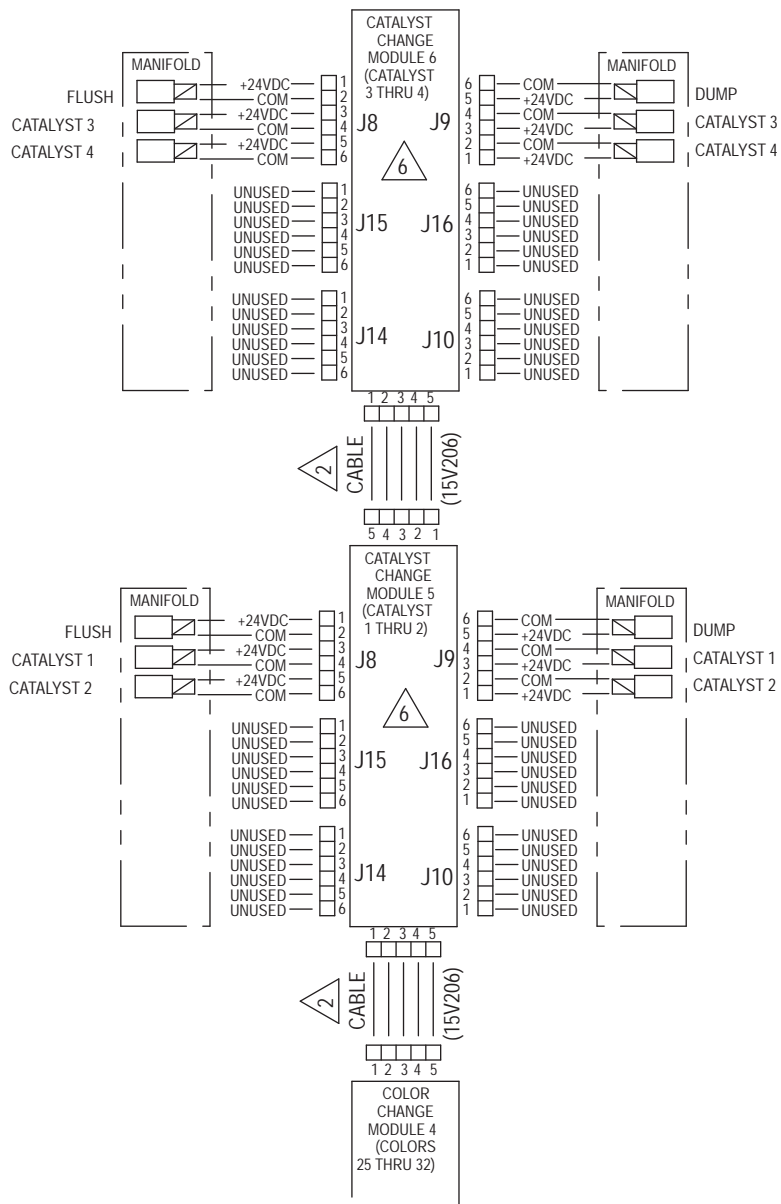 CATALYST
CHANGE
MODULE 6
(CATALYST
3 THRU 4)
MANIFOLD
FLUSH
CATALYST 3
CATALYST 4
+24VDC
COM
+24VDC
COM
+24VDC
COM
1
2
3
4
5
6
J8
J9
6
6
5
4
3
2
1
COM
+24VDC
COM
+24VDC
COM
+24VDC
MANIFOLD
DUMP
CATALYST 3
CATALYST 4
UNUSED 1
UNUSED 2
UNUSED 3
UNUSED 4
UNUSED 5
UNUSED 6
J15
J16
6 UNUSED
5 UNUSED
4 UNUSED
3 UNUSED
2 UNUSED
1 UNUSED
UNUSED 1
UNUSED 2
UNUSED 3
UNUSED 4
UNUSED 5
UNUSED 6
J14
J10
6 UNUSED
5 UNUSED
4 UNUSED
3 UNUSED
2 UNUSED
1 UNUSED
1 2 3 4 5
2
CABLE
(15V206)
5 4 3 2 1
CATALYST
CHANGE
MODULE 5
(CATALYST
1 THRU 2)
MANIFOLD
FLUSH
CATALYST 1
CATALYST 2
+24VDC
COM
+24VDC
COM
+24VDC
COM
1
2
3
4
5
6
J8
J9
6
6
5
4
3
2
1
COM
+24VDC
COM
+24VDC
COM
+24VDC
MANIFOLD
DUMP
CATALYST 1
CATALYST 2
UNUSED 1
UNUSED 2
UNUSED 3
UNUSED 4
UNUSED 5
UNUSED 6
J15
J16
6 UNUSED
5 UNUSED
4 UNUSED
3 UNUSED
2 UNUSED
1 UNUSED
UNUSED 1
UNUSED 2
UNUSED 3
UNUSED 4
UNUSED 5
UNUSED 6
J14
J10
6 UNUSED
5 UNUSED
4 UNUSED
3 UNUSED
2 UNUSED
1 UNUSED
1 2 3 4 5
2
CABLE
(15V206)
1 2 3 4 5
COLOR
CHANGE
MODULE 4
(COLORS
25 THRU 32)